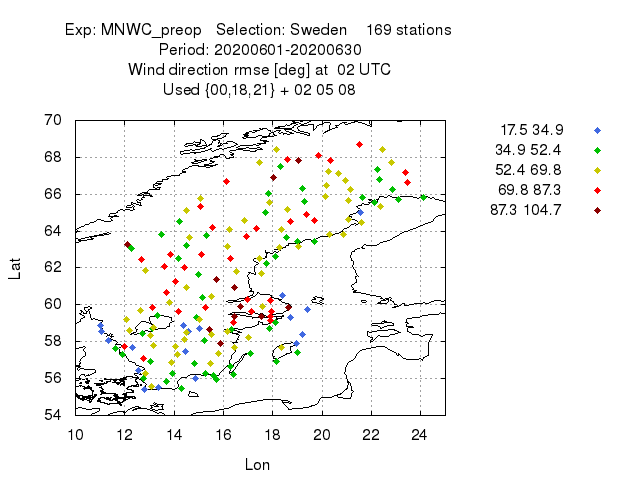 Exp: MNWC_preop   Selection: Sweden    169 stations
Period: 20200601-20200630
Wind direction rmse [deg] at  02 UTC
Used {00,18,21} + 02 05 08
17.5 34.9
34.9 52.4
52.4 69.8
69.8 87.3
87.3 104.7
70
68
66
64
62
60
58
56
54
Lat
10 12 14 16 18 20 22 24
Lon